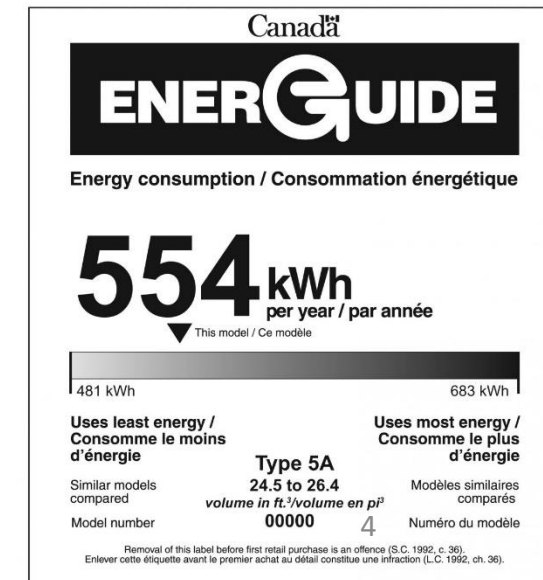 Canada
ENERGUIDE
Energy consumption / Consommation énergétique
554 kWh
per year / par année
This model / Ce modèle
481 kWh 683 kWh
Uses least energy / Consomme le moins d'énergie
Uses most energy / Consomme le plus d'énergie
Type 5A
Similar models compared
24.5 to 26.4
volume in ft.³/volume en pi³
Modèles similaires comparés
Model number 00000 4 Numéro du modèle
Removal of this label before first retail purchase is an offence (S.C. 1992, c. 36).
Enlever cette étiquette avant le premier achat au détail constitue une infraction (L.C. 1992, ch. 36).